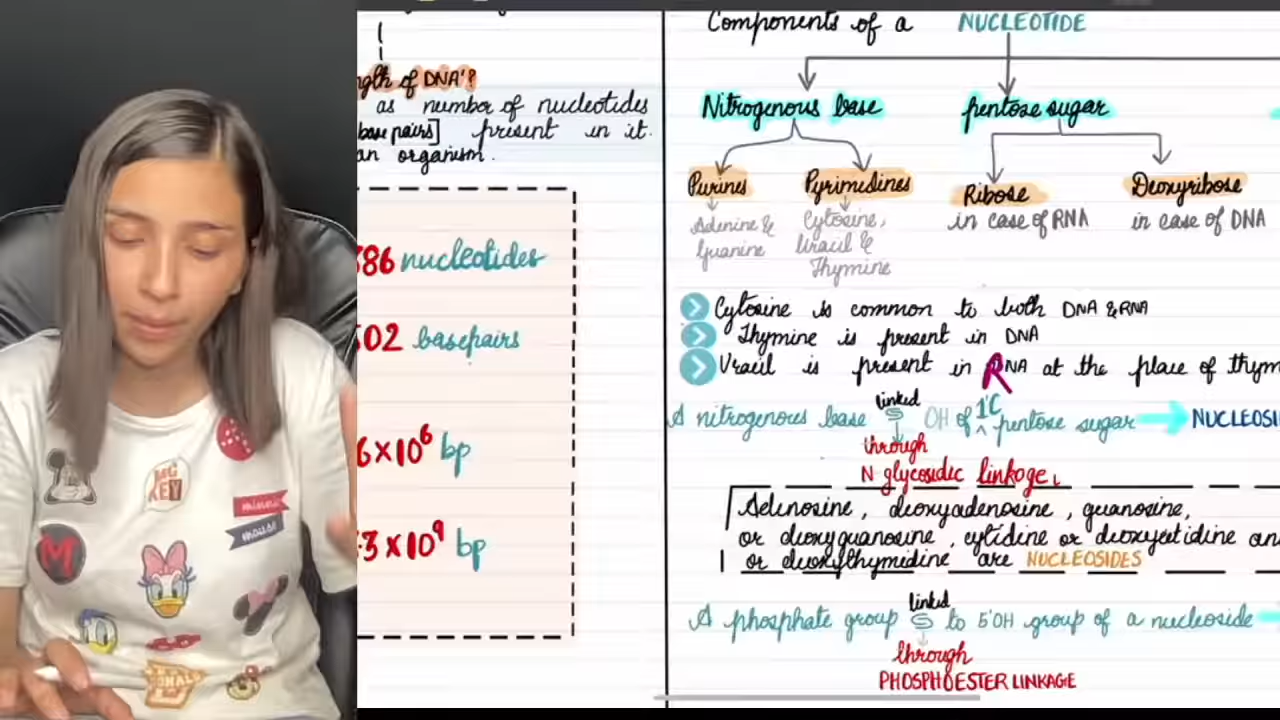 ngth of DNA'?
as number of nucleotides
base pairs] present in it.
an organism.
386 nucleotides
502 basepairs
6×10⁶ bp
3.3×10⁹ bp
Components of a NUCLEOTIDE
Nitrogenous base pentose sugar
Purines Pyrimedines Ribose Deoxyribose
Adenine & Cytosine, in case of RNA in case of DNA
Guanine Uracil &
Thymine
Cytosine is common to both DNA & RNA
Thymine is present in DNA
Uracil is present in RNA at the place of thym
linked
A nitrogenous base OH of 1'C pentose sugar NUCLEOSI
through
N glycosidic linkage.
Adenosine, deoxyadenosine, guanosine,
or deoxyguanosine, cytidine or deoxycytidine an
or deoxythymidine are NUCLEOSIDES
linked
A phosphate group to 5'OH group of a nucleoside
through
PHOSPHOESTER LINKAGE